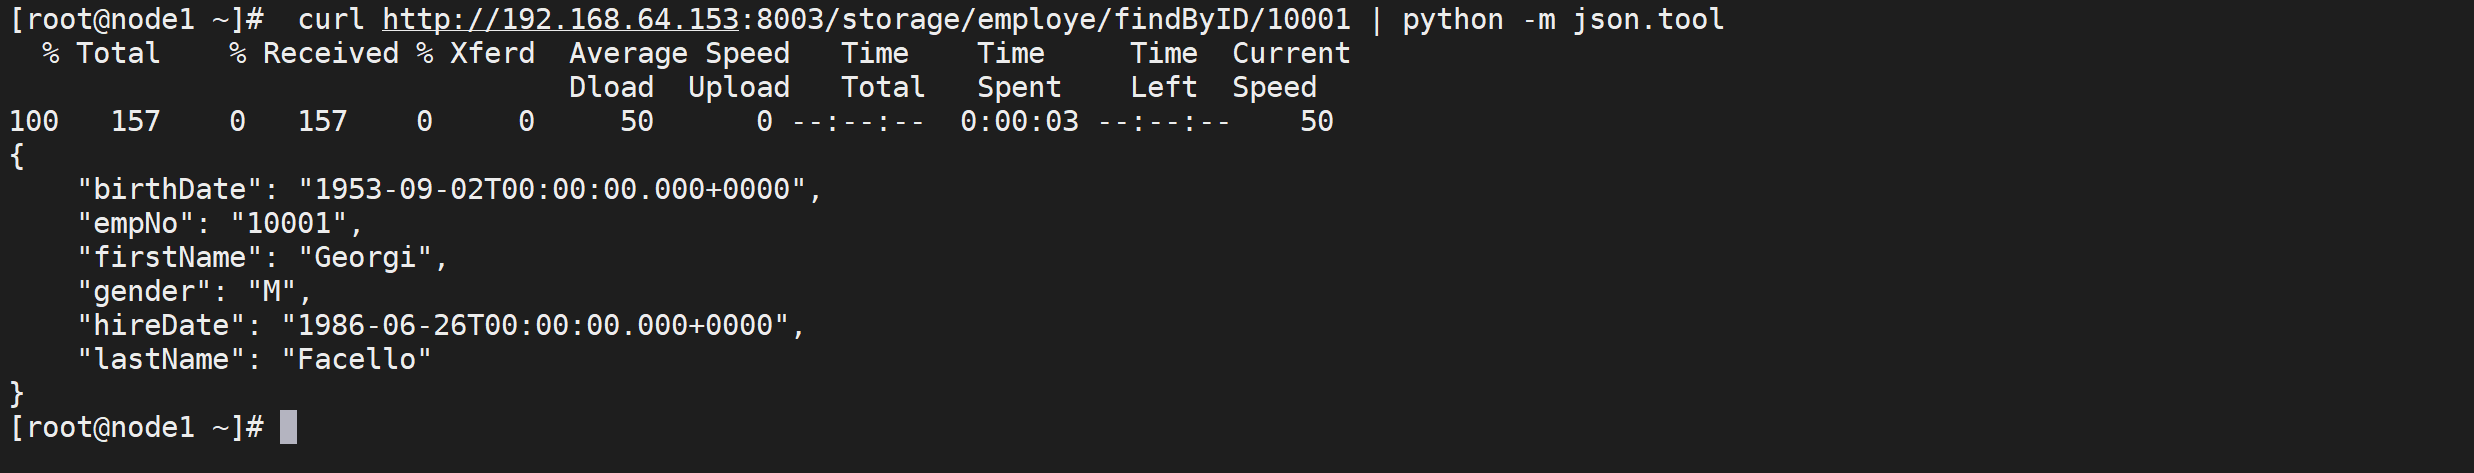 [root@node1 ~]#  curl http://192.168.64.153:8003/storage/employe/findByID/10001 | python -m json.tool
  % Total    % Received % Xferd  Average Speed   Time    Time     Time  Current
                                 Dload  Upload   Total   Spent    Left  Speed
100   157    0   157    0     0     50      0 --:--:--  0:00:03 --:--:--    50
{
    "birthDate": "1953-09-02T00:00:00.000+0000",
    "empNo": "10001",
    "firstName": "Georgi",
    "gender": "M",
    "hireDate": "1986-06-26T00:00:00.000+0000",
    "lastName": "Facello"
}
[root@node1 ~]#